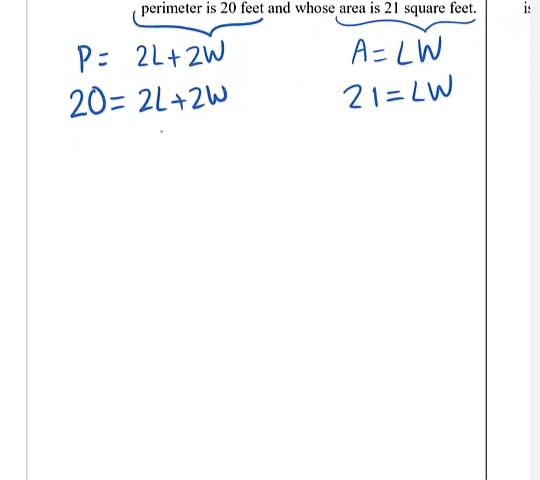 perimeter is 20 feet and whose area is 21 square feet.
P = 2L + 2W
A = LW
20 = 2L + 2W
21 = LW